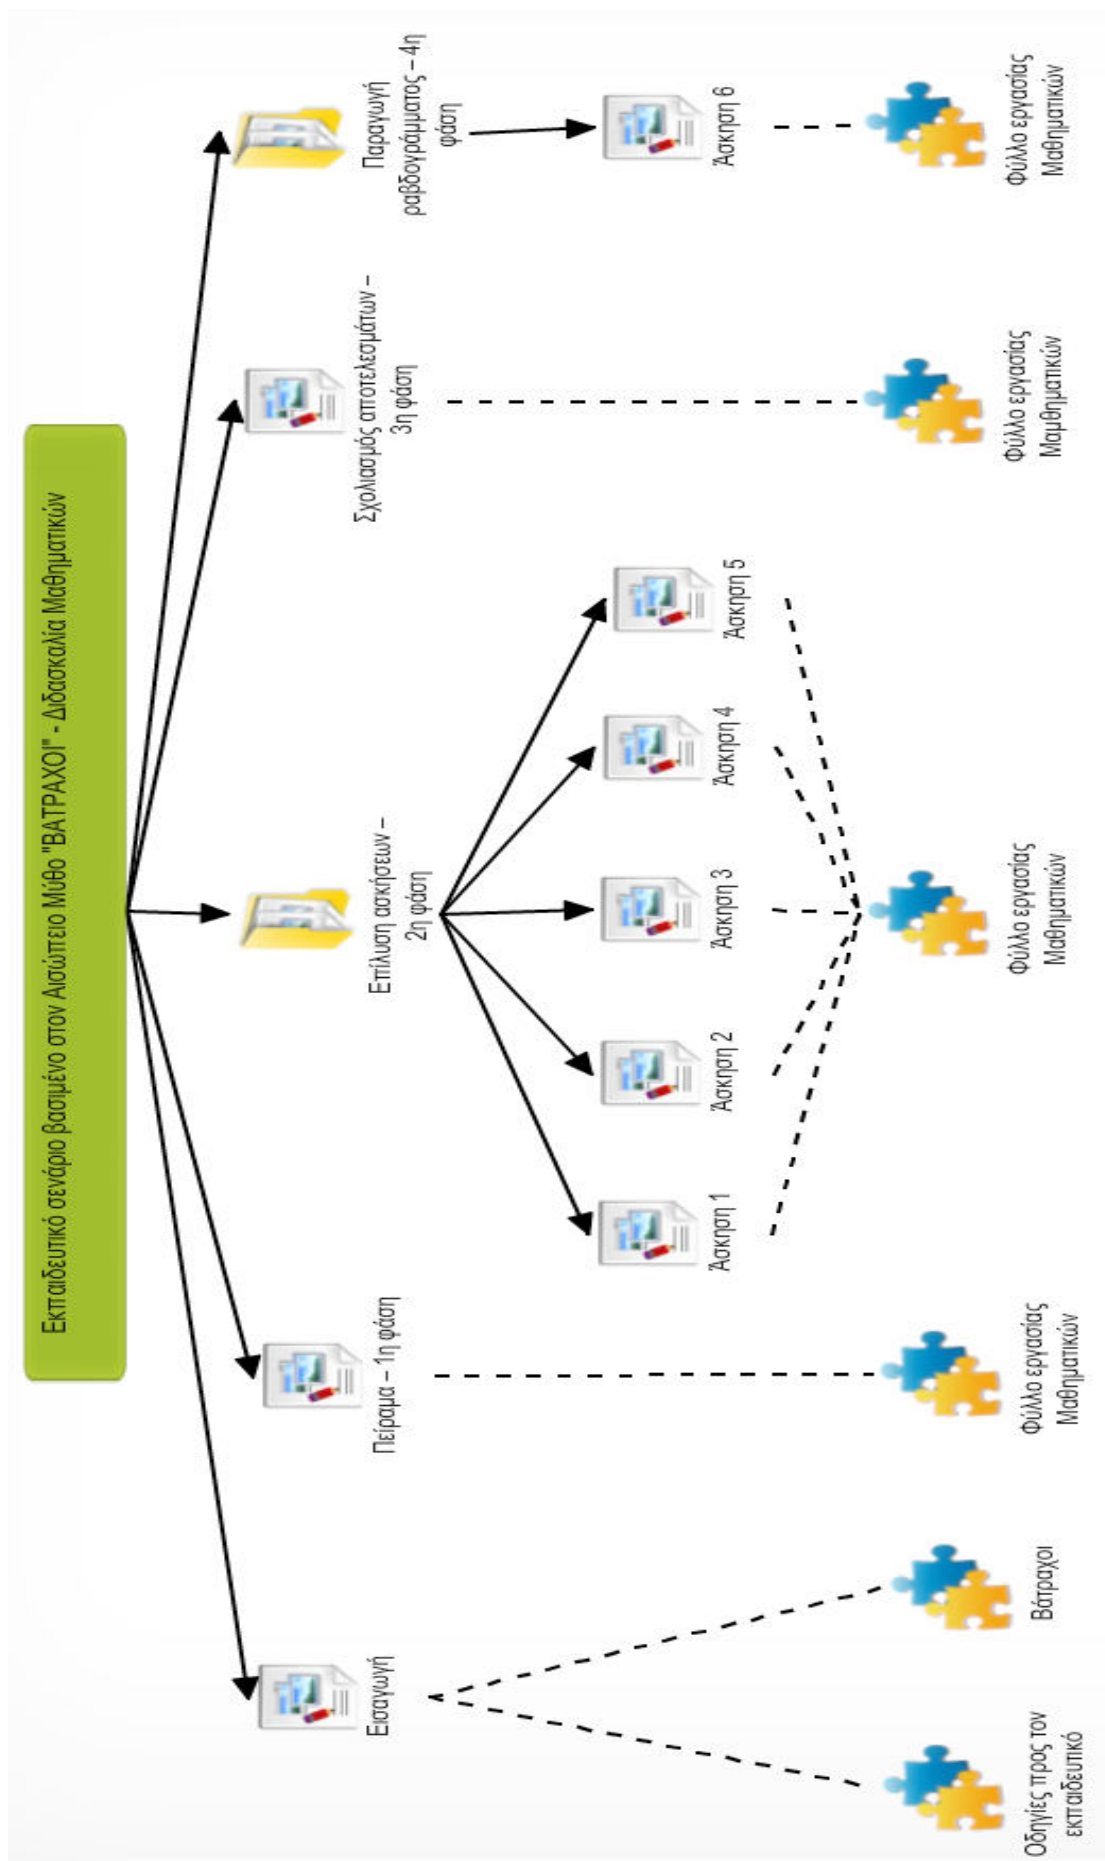 Εκπαιδευτικό σενάριο βασιμένο στον Αισώπειο Μύθο "ΒΑΤΡΑΧΟΙ" - Διδασκαλία Μαθηματικών
Εισαγωγή
Πείραμα – 1η φάση
Επίλυση ασκήσεων –
2η φάση
Σχολιασμός αποτελεσμάτων –
3η φάση
Παραγωγή
ραβδογράμματος – 4η
φάση
Άσκηση 1
Άσκηση 2
Άσκηση 3
Άσκηση 4
Άσκηση 5
Άσκηση 6
Οδηγίες προς τον
εκπαιδευτικό
Βάτραχοι
Φύλλο εργασίας
Μαθηματικών
Φύλλο εργασίας
Μαθηματικών
Φύλλο εργασίας
Μαμθηματικών
Φύλλο εργασίας
Μαθηματικών